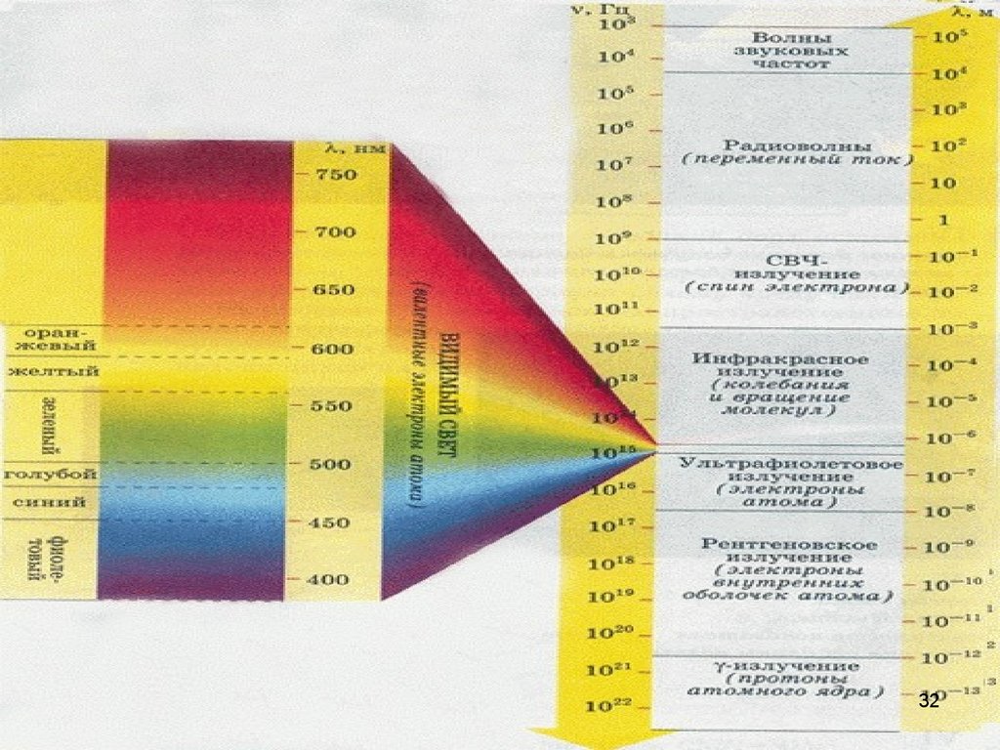 оран-
жевый
желтый
зеленый
голубой
синий
фиоле-
товый
λ, нм
750
700
650
600
550
500
450
400
ВИДИМЫЙ СВЕТ
(валентные электроны атома)
ν, Гц
10³
10⁴
10⁵
10⁶
10⁷
10⁸
10⁹
10¹⁰
10¹¹
10¹²
10¹³
10¹⁴
10¹⁵
10¹⁶
10¹⁷
10¹⁸
10¹⁹
10²⁰
10²¹
10²²
Волны
звуковых
частот
Радиоволны
(переменный ток)
СВЧ-
излучение
(спин электрона)
Инфракрасное
излучение
(колебания
и вращение
молекул)
Ультрафиолетовое
излучение
(электроны
атома)
Рентгеновское
излучение
(электроны
внутренних
оболочек атома)
γ-излучение
(протоны
атомного ядра)
λ, м
10⁵
10⁴
10³
10²
10
1
10⁻¹
10⁻²
10⁻³
10⁻⁴
10⁻⁵
10⁻⁶
10⁻⁷
10⁻⁸
10⁻⁹
10⁻¹⁰
10⁻¹¹
10⁻¹²
10⁻¹³
32